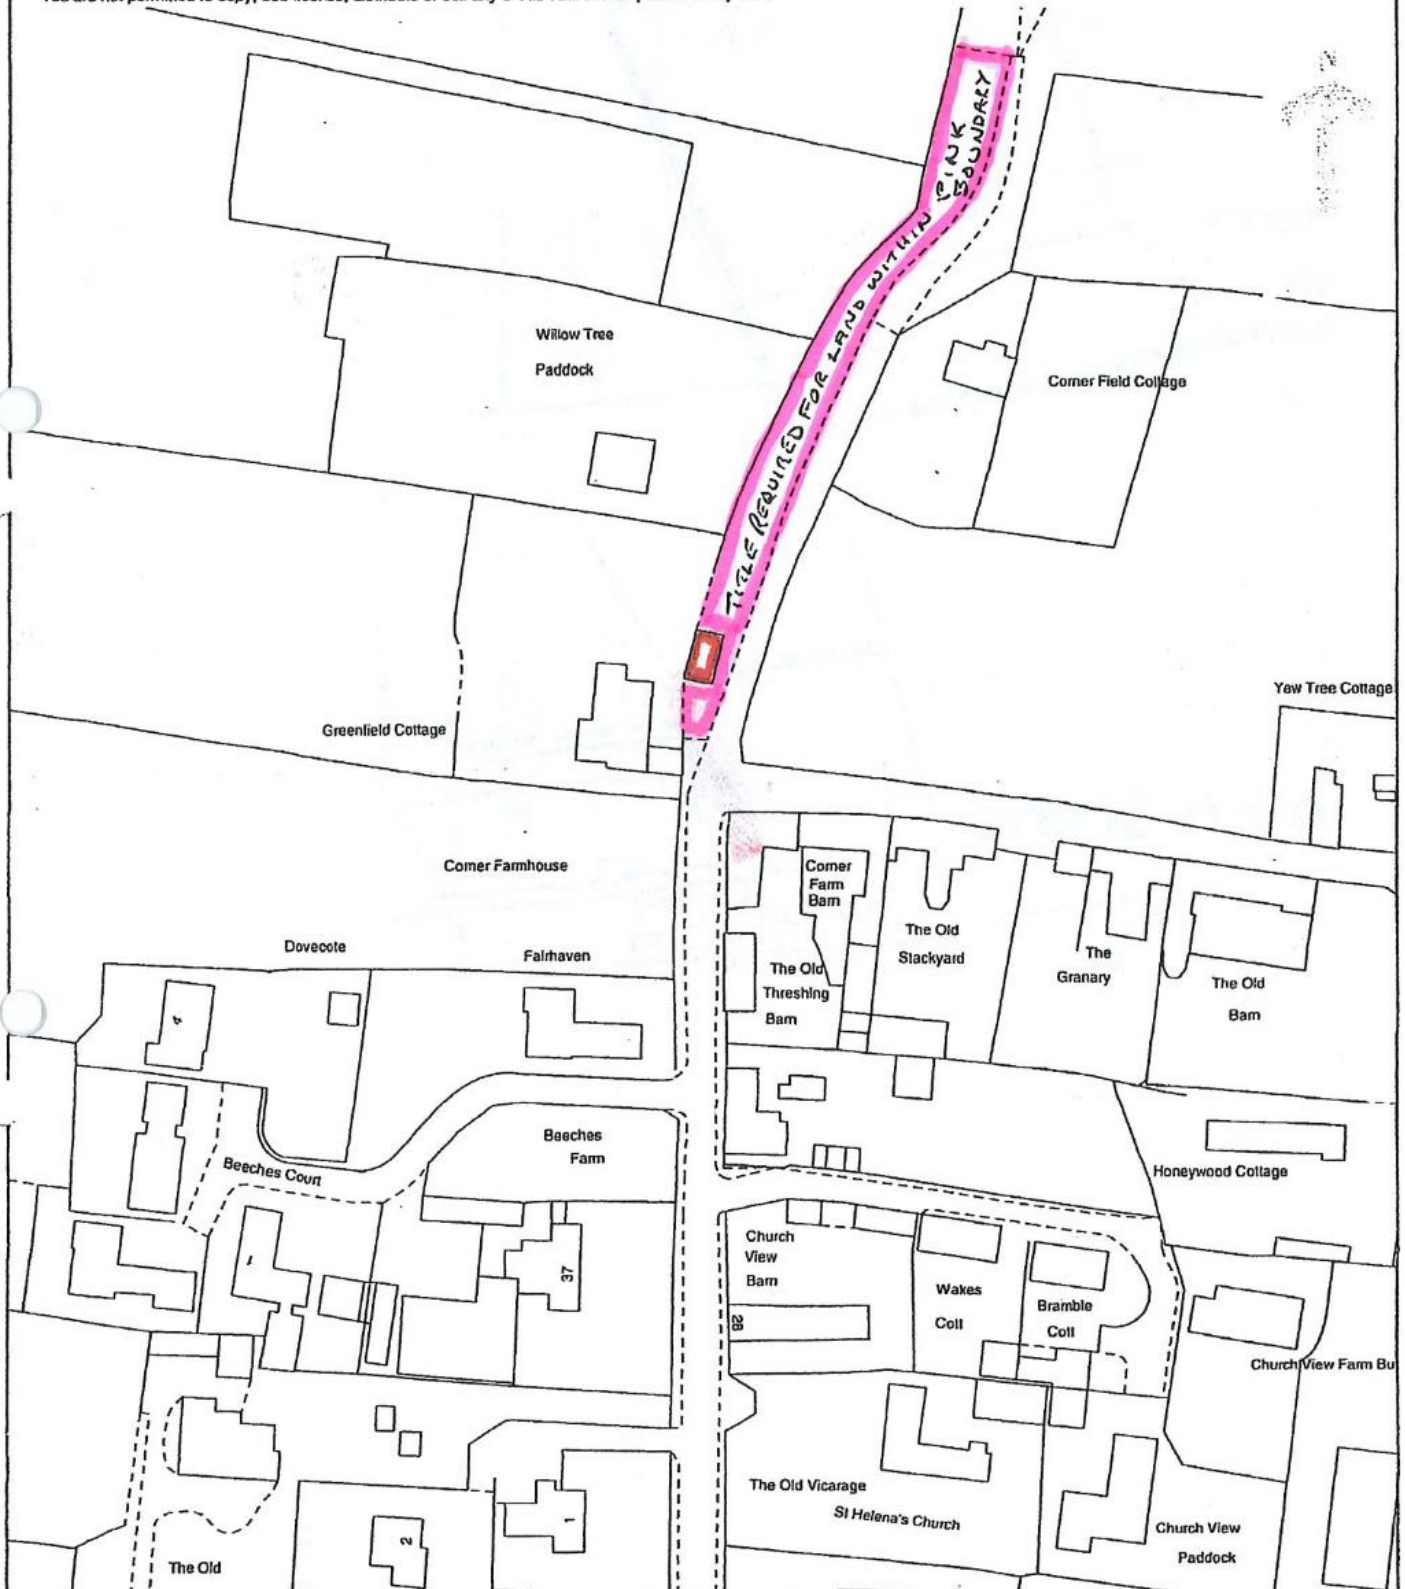 PINK
BOUNDARY
TITLE REQUIRED FOR LAND WITHIN
Willow Tree
Paddock
Corner Field Cottage
Yew Tree Cottage
Greenfield Cottage
Corner Farmhouse
Corner
Farm
Barn
The Old
Stackyard
The
Granary
The Old
Barn
Dovecote
Fairhaven
The Old
Threshing
Barn
4
Beeches
Farm
Beeches Court
Honeywood Cottage
1
37
Church
View
Barn
28
Wakes
Cott
Bramble
Cott
Church View Farm Bu
The Old Vicarage
St Helena's Church
Church View
Paddock
1
2
The Old